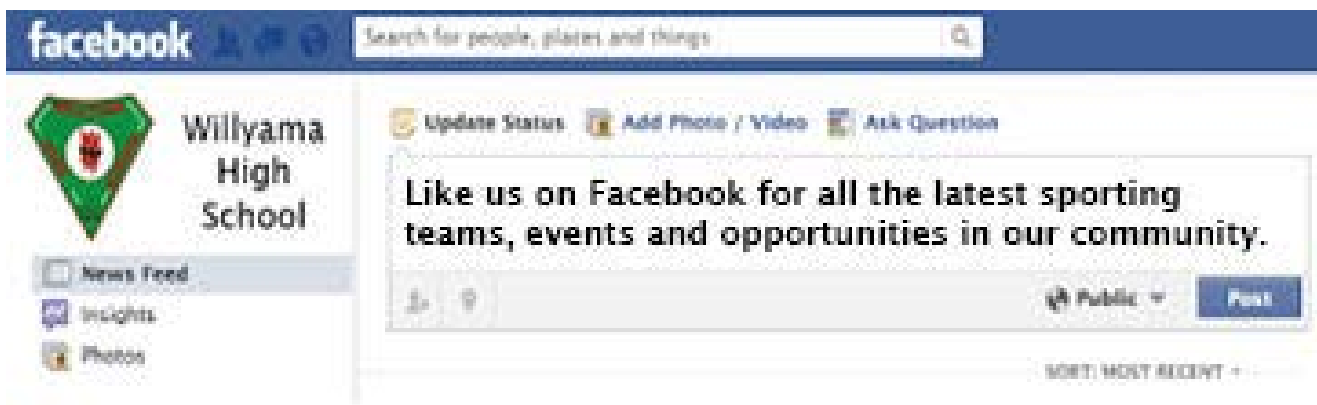 facebook
Search for people, places and things
Willyama
High
School
Update Status Add Photo / Video Ask Question
Like us on Facebook for all the latest sporting
teams, events and opportunities in our community.
News Feed
Insights
Photos
Public Post
SORT: MOST RECENT